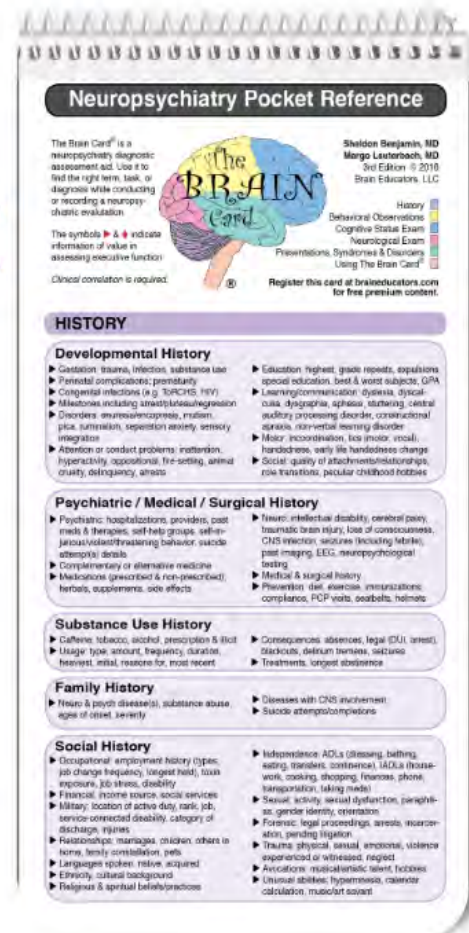 Neuropsychiatry Pocket Reference
The Brain Card® is a
neuropsychiatry diagnostic
assessment aid. Use it to
find the right term, task, or
diagnosis while conducting
or recording a neuropsy-
chiatric evaluation.
The symbols ▶ & ♦ indicate
information of value in
assessing executive function
Clinical correlation is required.
The
BRAIN
Card
®
Sheldon Benjamin, MD
Margo Lauterbach, MD
3rd Edition © 2016
Brain Educators, LLC
History
Behavioral Observations
Cognitive Status Exam
Neurological Exam
Presentations, Syndromes & Disorders
Using The Brain Card®
Register this card at braineducators.com
for free premium content.
HISTORY
Developmental History
▶ Gestation: trauma, infection, substance use
▶ Perinatal complications; prematurity
▶ Congenital infections (e.g. ToRCHS, HIV)
▶ Milestones including arrest/plateau/regression
▶ Disorders: enuresis/encopresis, mutism,
pica, rumination, separation anxiety, sensory
integration
▶ Attention or conduct problems: inattention,
hyperactivity, oppositional, fire-setting, animal
cruelty, delinquency, arrests
▶ Education: highest, grade repeats, expulsions
special education, best & worst subjects, GPA
▶ Learning/communication: dyslexia, dyscal-
culia, dysgraphia, aphasia, stuttering, central
auditory processing disorder, constructional
apraxia, non-verbal learning disorder
▶ Motor: incoordination, tics (motor, vocal),
handedness, early life handedness change
▶ Social: quality of attachments/relationships,
role transitions, peculiar childhood hobbies
Psychiatric / Medical / Surgical History
▶ Psychiatric: hospitalizations, providers, past
meds & therapies, self-help groups, self-in-
jurious/violent/threatening behavior, suicide
attempt(s) details
▶ Complementary or alternative medicine
▶ Medications (prescribed & non-prescribed),
herbals, supplements, side effects
▶ Neuro: intellectual disability, cerebral palsy,
traumatic brain injury, loss of consciousness,
CNS infection, seizures (including febrile),
past imaging, EEG, neuropsychological
testing
▶ Medical & surgical history
▶ Prevention: diet, exercise, immunizations,
compliance, PCP visits, seatbelts, helmets
Substance Use History
▶ Caffeine, tobacco, alcohol, prescription & illicit
▶ Usage: type, amount, frequency, duration,
heaviest, initial, reasons for, most recent
▶ Consequences: absences, legal (DUI, arrest),
blackouts, delirium tremens, seizures
▶ Treatments, longest abstinence
Family History
▶ Neuro & psych disease(s), substance abuse,
ages of onset, severity
▶ Diseases with CNS involvement
▶ Suicide attempts/completions
Social History
▶ Occupational: employment history (types,
job change frequency, longest held), toxin
exposure, job stress, disability
▶ Financial: income source, social services
▶ Military: location of active duty, rank, job,
service-connected disability, category of
discharge, injuries
▶ Relationships: marriages, children, others in
home, family constellation, pets
▶ Languages spoken: native, acquired
▶ Ethnicity, cultural background
▶ Religious & spiritual beliefs/practices
▶ Independence: ADLs (dressing, bathing,
eating, transfers, continence), IADLs (house-
work, cooking, shopping, finances, phone,
transportation, taking meds)
▶ Sexual: activity, sexual dysfunction, paraphili-
as, gender identity, orientation
▶ Forensic: legal proceedings, arrests, incarcer-
ation, pending litigation
▶ Trauma: physical, sexual, emotional, violence
experienced or witnessed, neglect
▶ Avocations: musical/artistic talent, hobbies
▶ Unusual abilities: hypermnesia, calendar
calculation, music/art savant